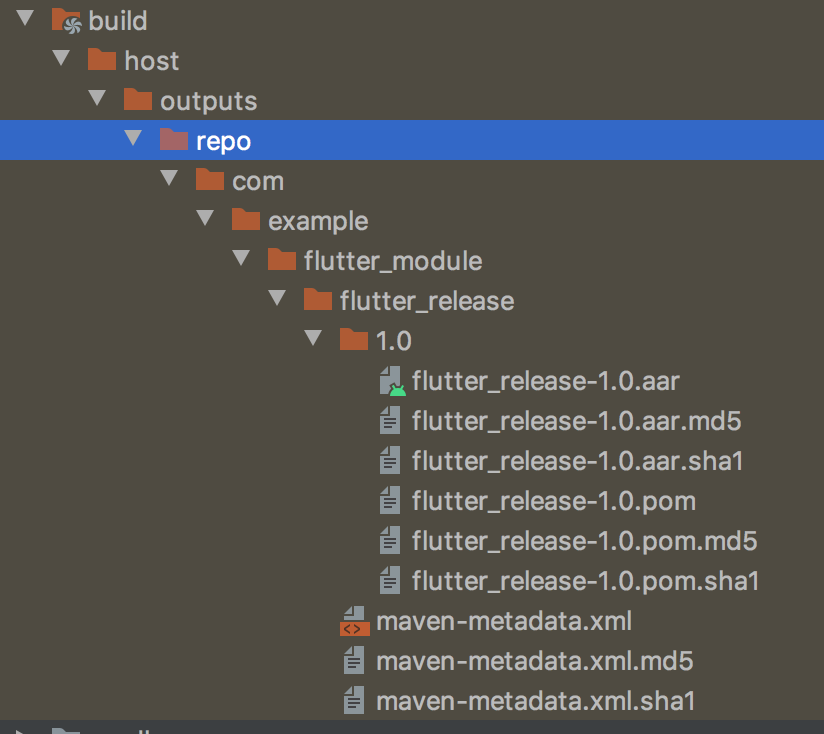 build
host
outputs
repo
com
example
flutter_module
flutter_release
1.0
flutter_release-1.0.aar
flutter_release-1.0.aar.md5
flutter_release-1.0.aar.sha1
flutter_release-1.0.pom
flutter_release-1.0.pom.md5
flutter_release-1.0.pom.sha1
maven-metadata.xml
maven-metadata.xml.md5
maven-metadata.xml.sha1